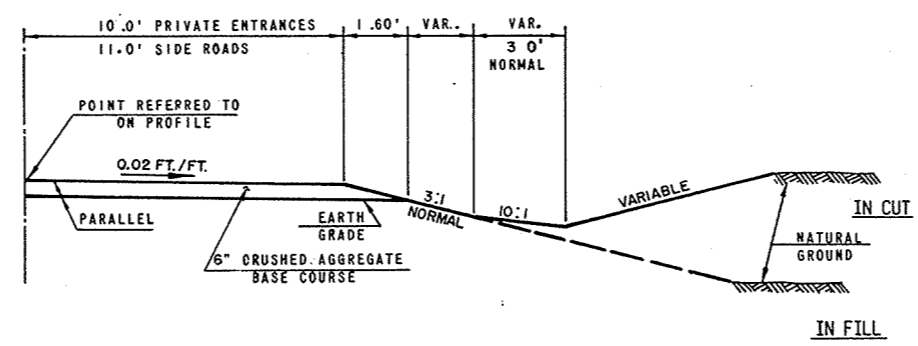 10.0' PRIVATE ENTRANCES
11.0' SIDE ROADS
1.60'
VAR..
VAR.
3 0'
NORMAL
POINT REFERRED TO
ON PROFILE
0.02 FT./FT.
PARALLEL
EARTH
GRADE
6" CRUSHED AGGREGATE
BASE COURSE
3:1
NORMAL
10:1
VARIABLE
IN CUT
NATURAL
GROUND
IN FILL